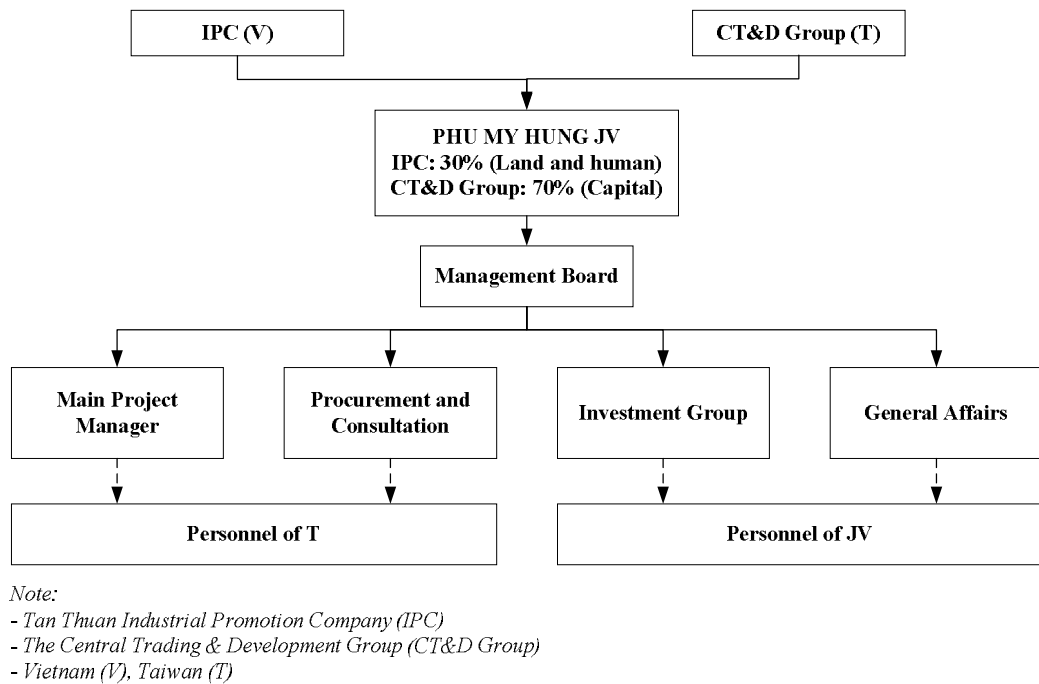 IPC (V)
CT&D Group (T)
PHU MY HUNG JV
IPC: 30% (Land and human)
CT&D Group: 70% (Capital)
Management Board
Main Project
Manager
Procurement and
Consultation
Investment Group
General Affairs
Personnel of T
Personnel of JV
Note:
- Tan Thuan Industrial Promotion Company (IPC)
- The Central Trading & Development Group (CT&D Group)
- Vietnam (V), Taiwan (T)